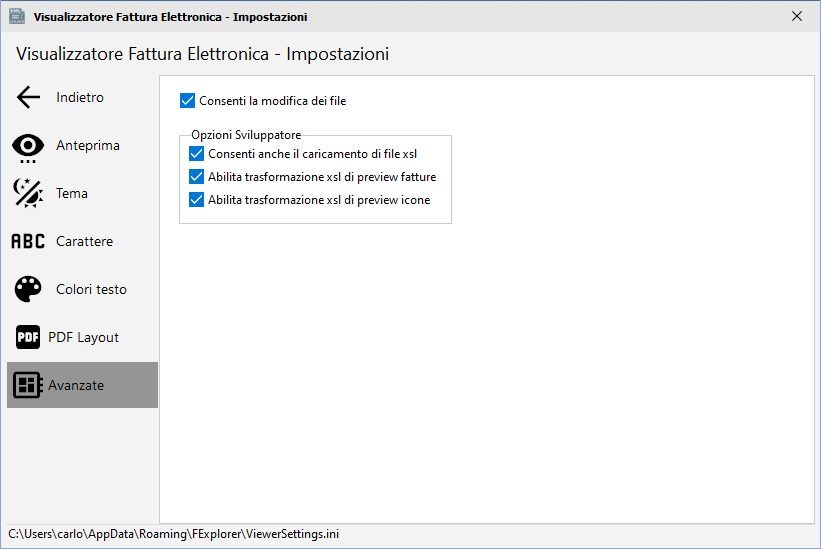 Visualizzatore Fattura Elettronica - Impostazioni
Visualizzatore Fattura Elettronica - Impostazioni
Indietro
Anteprima
Tema
ABC Carattere
Colori testo
PDF PDF Layout
Avanzate
Consenti la modifica dei file
Opzioni Sviluppatore
Consenti anche il caricamento di file xsl
Abilita trasformazione xsl di preview fatture
Abilita trasformazione xsl di preview icone
C:\Users\carlo\AppData\Roaming\FExplorer\ViewerSettings.ini